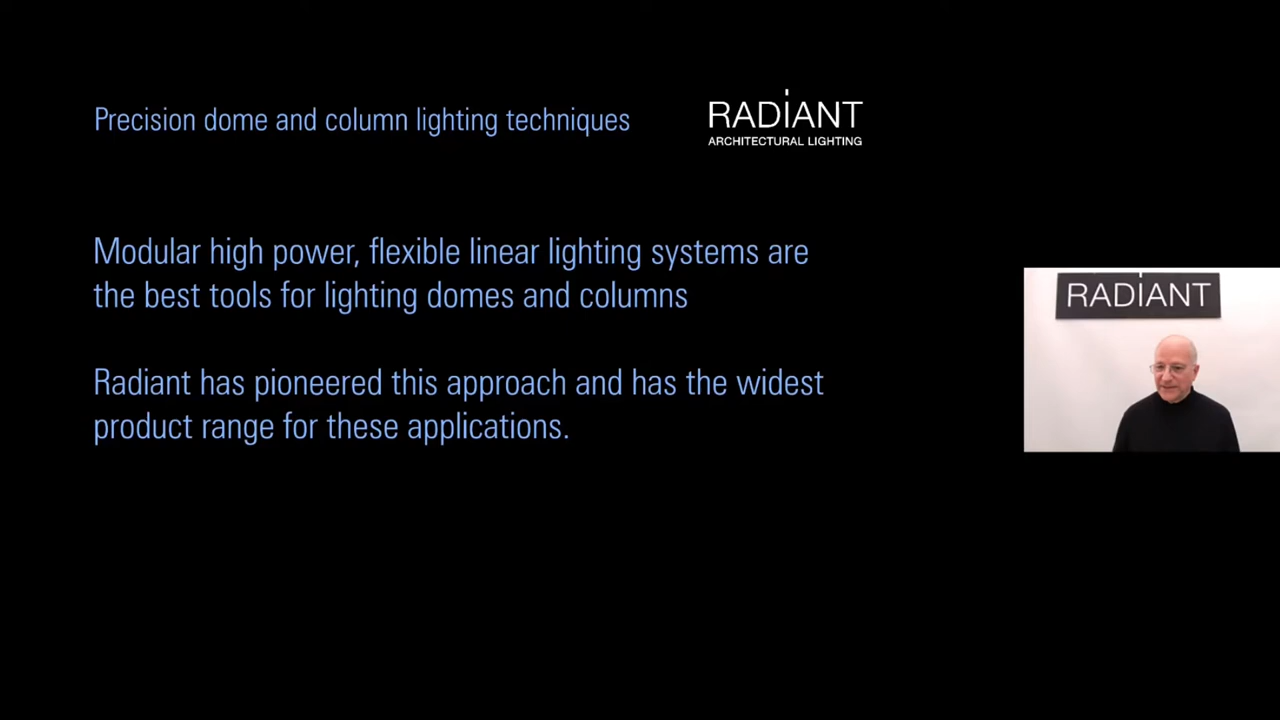 Precision dome and column lighting techniques
RADiANT
ARCHITECTURAL LIGHTING
Modular high power, flexible linear lighting systems are
the best tools for lighting domes and columns
Radiant has pioneered this approach and has the widest
product range for these applications.
RADiANT